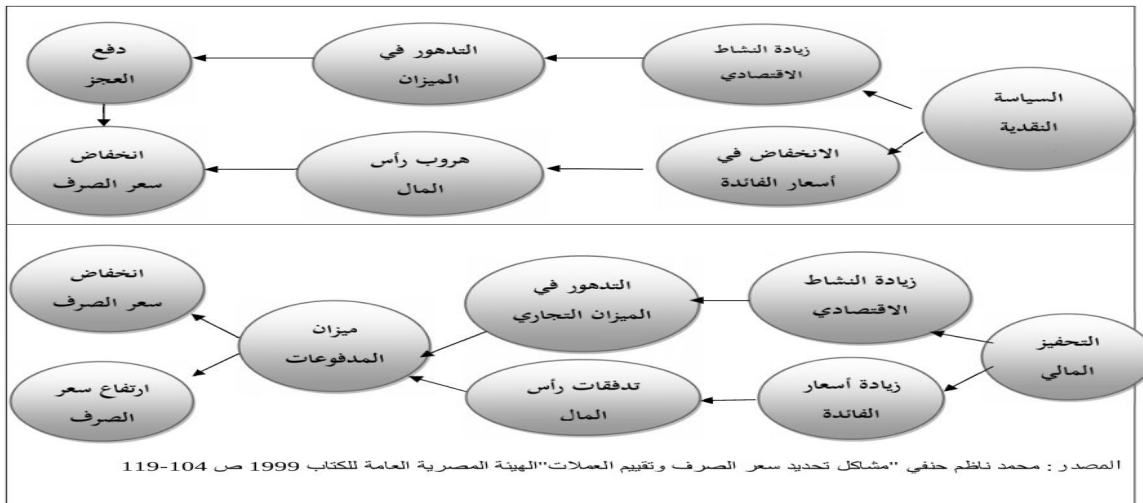 السياسة
النقدية
زيادة النشاط
الاقتصادي
التدهور في
الميزان
دفع
العجز
الانخفاض في
أسعار الفائدة
هروب رأس
المال
انخفاض
سعر الصرف
التحفيز
المالي
زيادة النشاط
الاقتصادي
التدهور في
الميزان التجاري
زيادة أسعار
الفائدة
تدفقات رأس
المال
ميزان
المدفوعات
انخفاض
سعر الصرف
ارتفاع سعر
الصرف
المصدر : محمد ناظم حنفي "مشاكل تحديد سعر الصرف وتقييم العملات"الهيئة المصرية العامة للكتاب 1999 ص 104-119